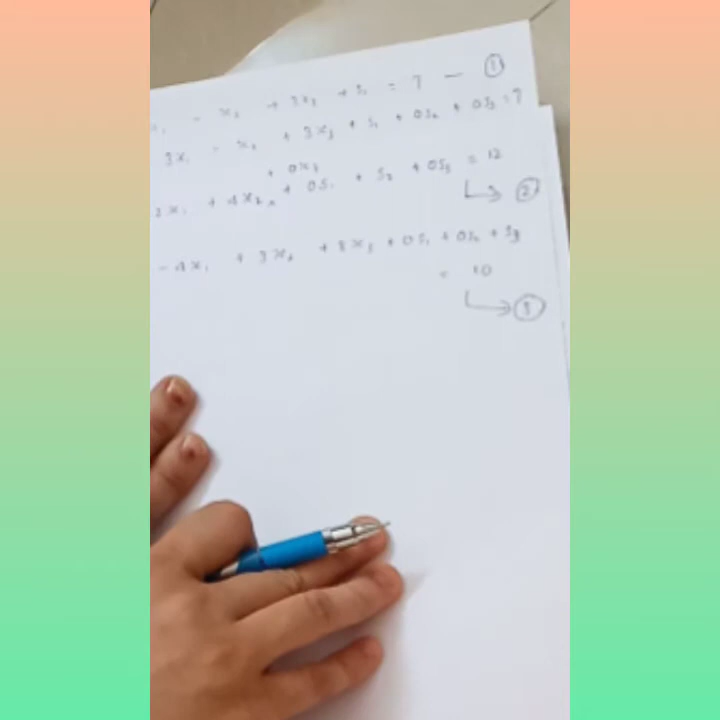 - x₂ + 3x₃ + S₁ = 7 — ①
3x₁ - x₂ + 3x₃ + S₁ + 0S₂ + 0S₃ = 7
+ 0x₃
2x₁ + 4x₂ + 0S₁ + S₂ + 0S₃ = 12
↳ ②
-4x₁ + 3x₂ + 8x₃ + 0S₁ + 0S₂ + S₃
= 10
↳ ③